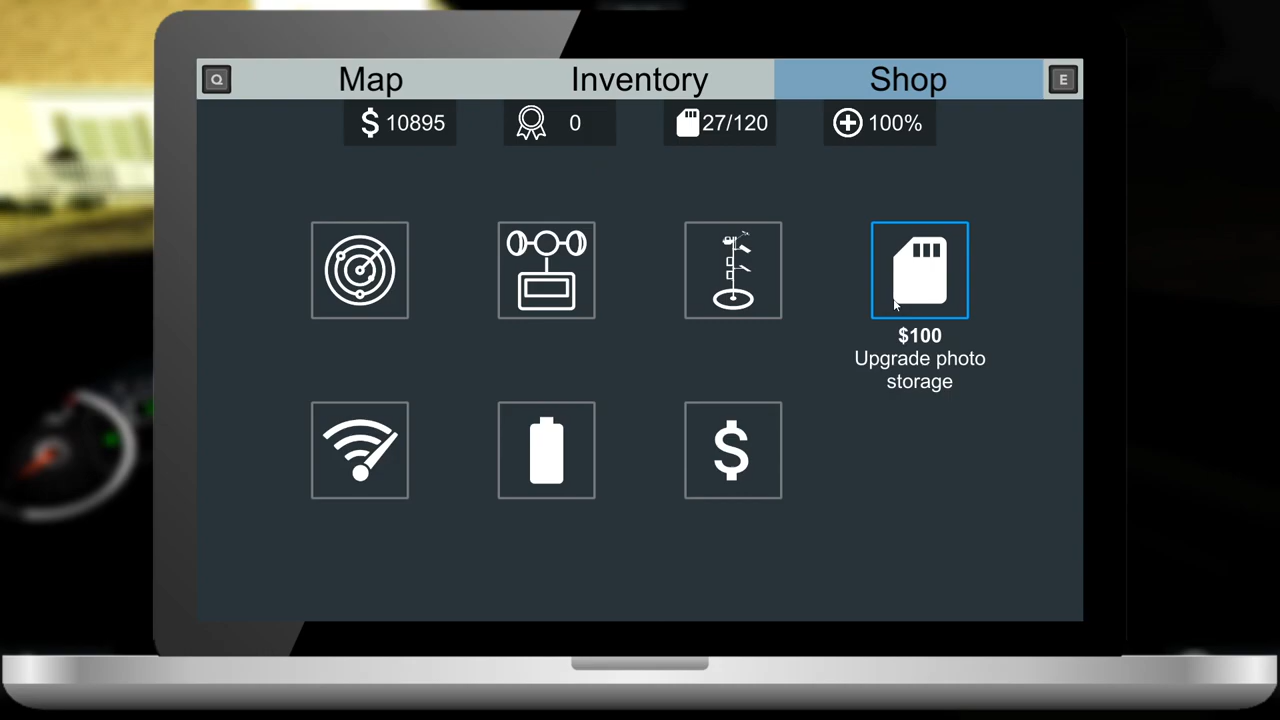 Q Map Inventory Shop E
$ 10895 0 27/120 100%
$100
Upgrade photo
storage
$